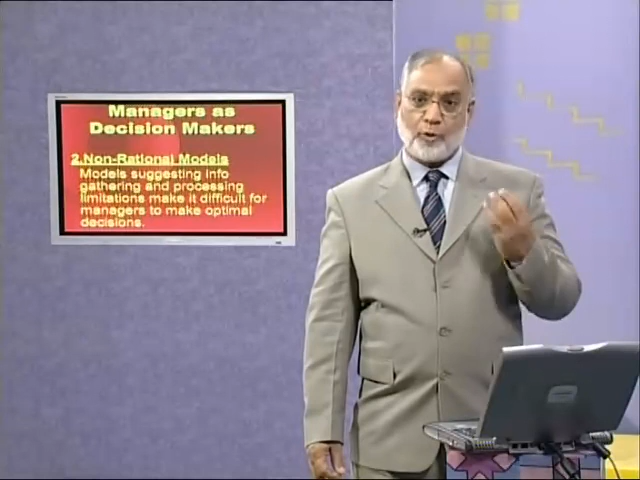 Managers as
Decision Makers
2.Non-Rational Models
Models suggesting info
gathering and processing
limitations make it difficult for
managers to make optimal
decisions.